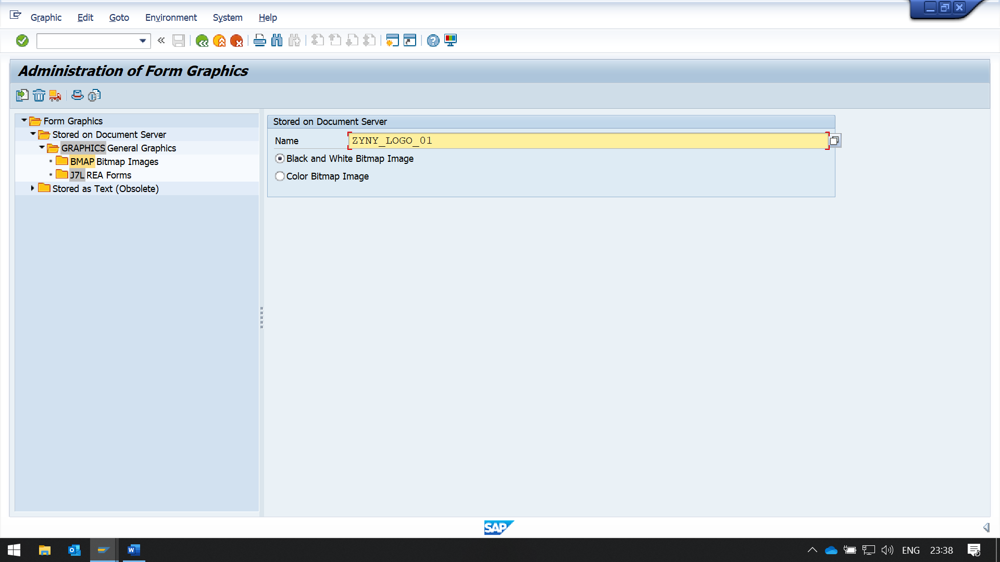 Graphic Edit Goto Environment System Help
Administration of Form Graphics
Form Graphics
Stored on Document Server
GRAPHICS General Graphics
BMAP Bitmap Images
J7L REA Forms
Stored as Text (Obsolete)
Stored on Document Server
Name ZYNY_LOGO_01
Black and White Bitmap Image
Color Bitmap Image
SAP
ENG 23:38